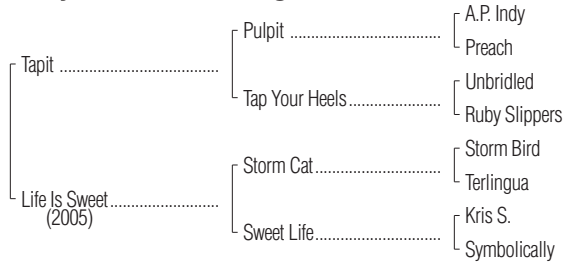 A.P. Indy
Pulpit
Preach
Tapit
Unbridled
Tap Your Heels
Ruby Slippers
Storm Bird
Storm Cat
Terlingua
Life Is Sweet
(2005)
Kris S.
Sweet Life
Symbolically